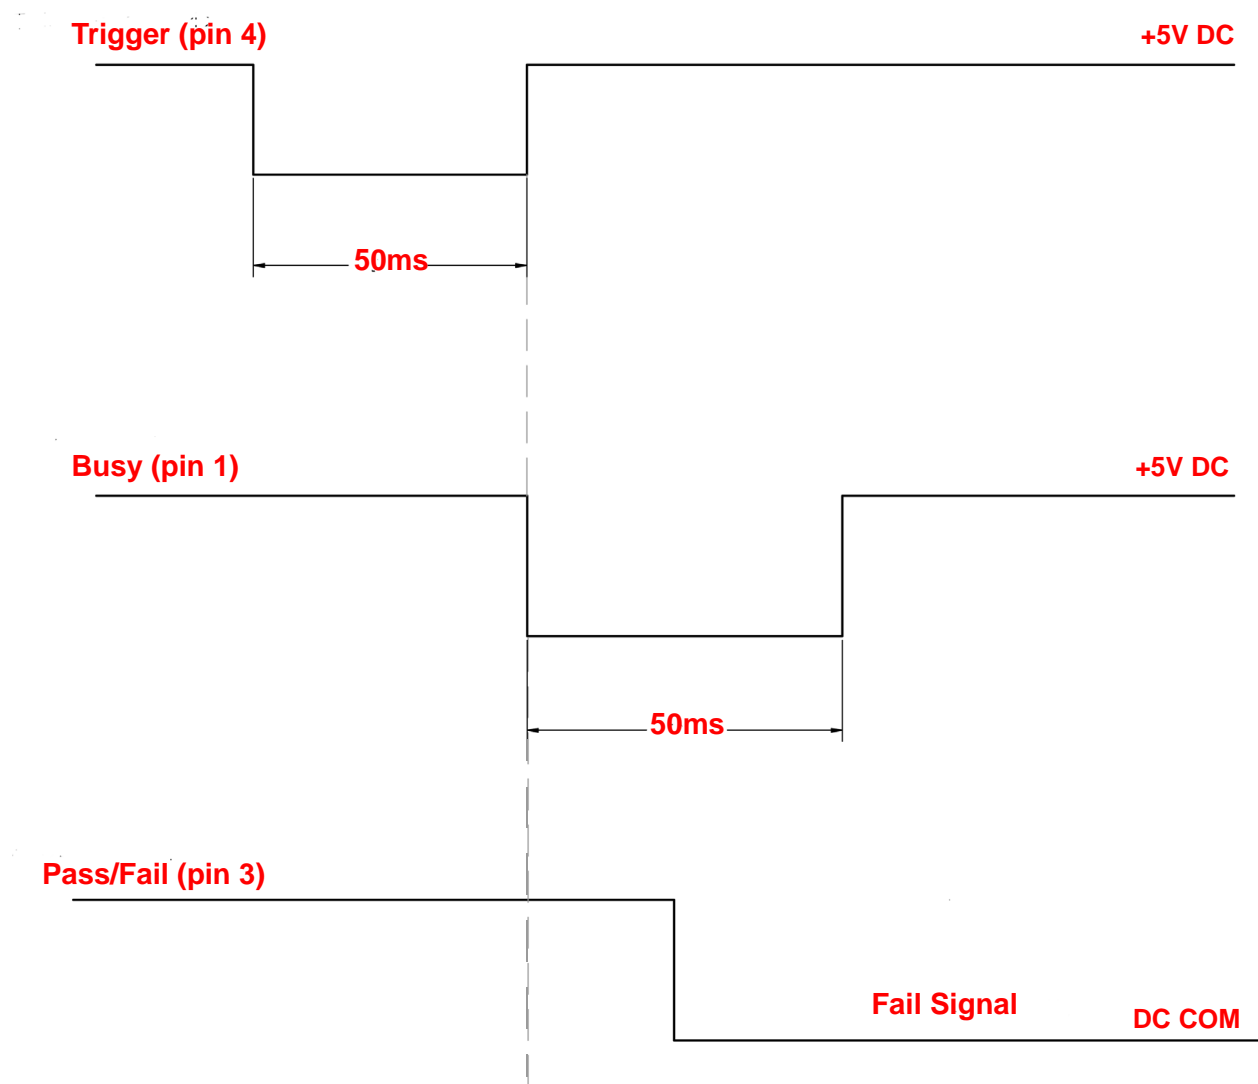 Trigger (pin 4)
+5V DC
50ms
Busy (pin 1)
+5V DC
50ms
Pass/Fail (pin 3)
Fail Signal
DC COM